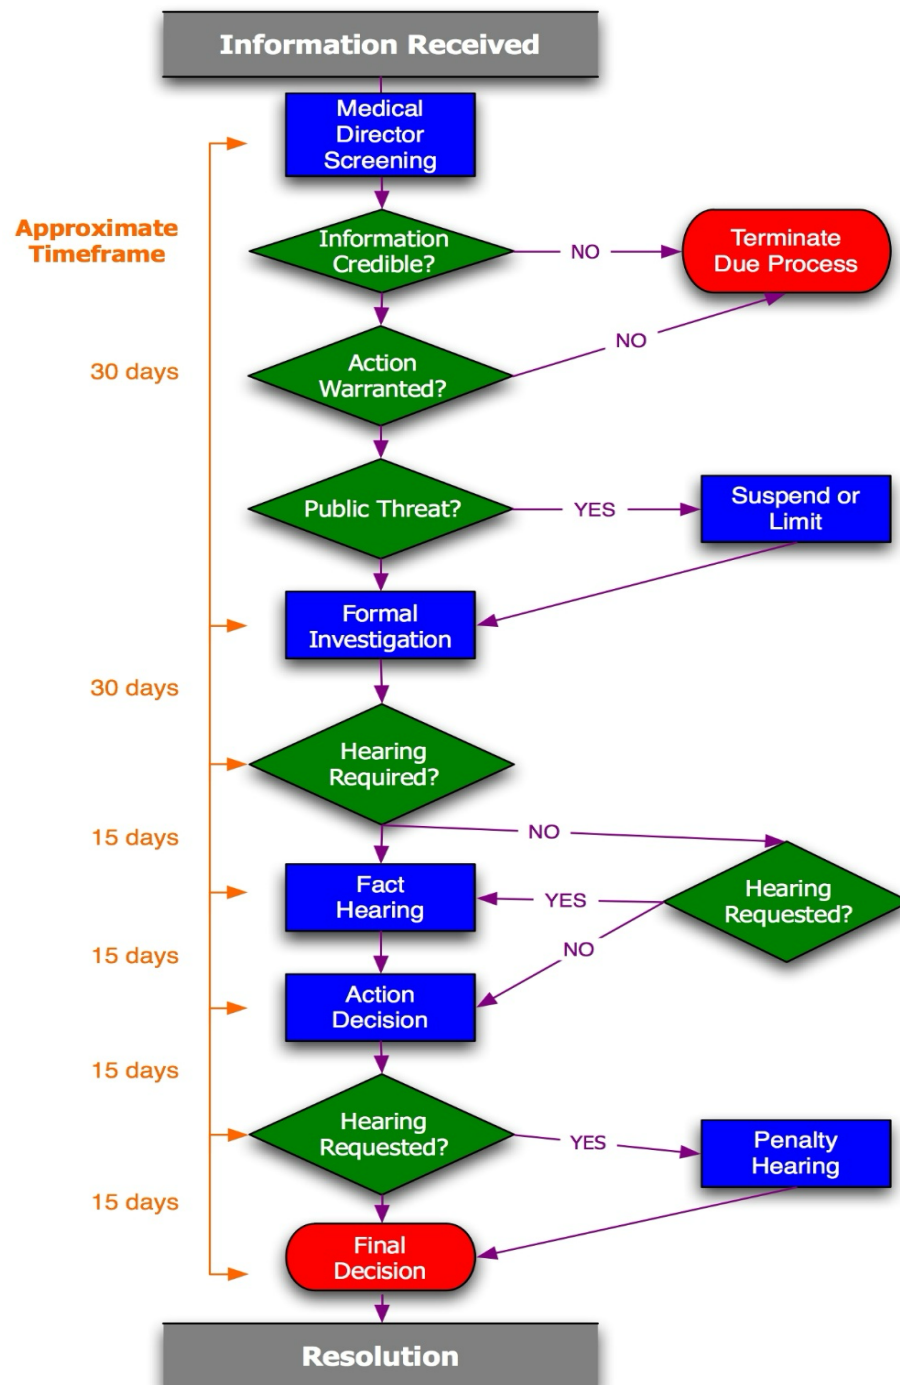 Information Received
Medical
Director
Screening
Approximate
Timeframe
Information
Credible?
NO
Terminate
Due Process
NO
30 days
Action
Warranted?
Public Threat?
YES
Suspend or
Limit
Formal
Investigation
30 days
Hearing
Required?
15 days
NO
Fact
Hearing
YES
Hearing
Requested?
15 days
NO
Action
Decision
15 days
Hearing
Requested?
YES
Penalty
Hearing
15 days
Final
Decision
Resolution